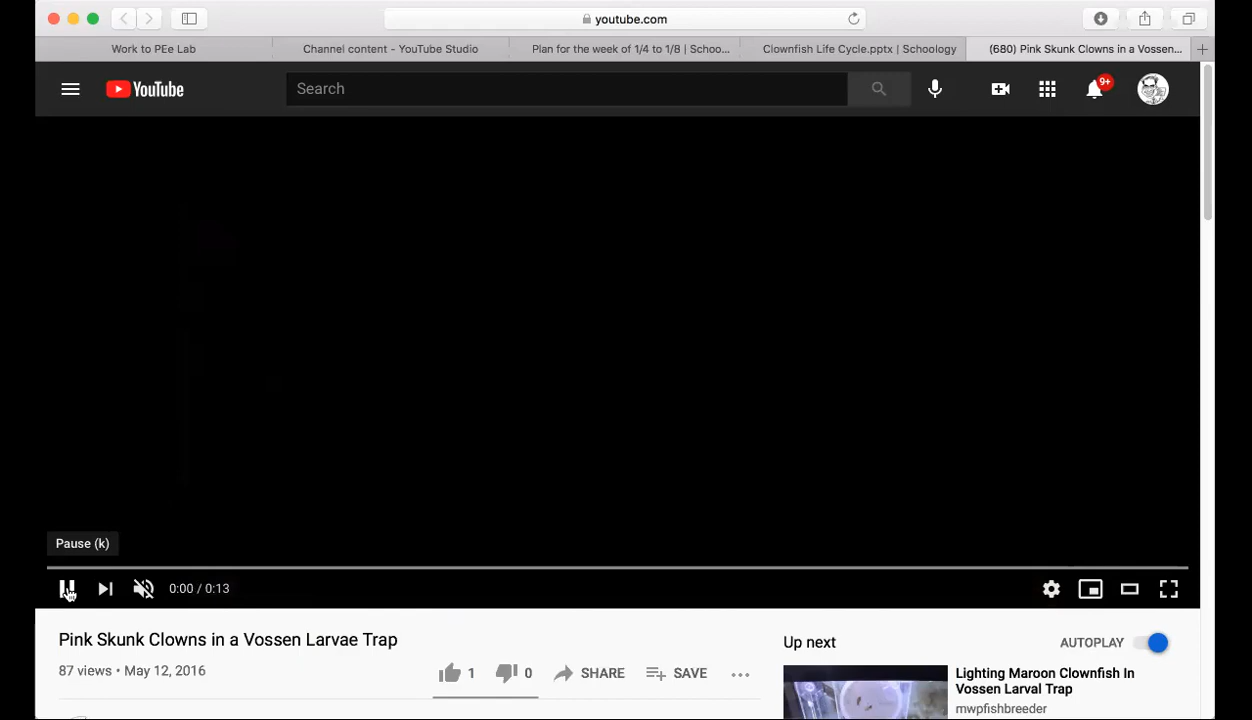 youtube.com
Work to PEe Lab
Channel content - YouTube Studio
Plan for the week of 1/4 to 1/8 | Schoo...
Clownfish Life Cycle.pptx | Schoology
(680) Pink Skunk Clowns in a Vossen...
YouTube
Search
9+
Pause (k)
0:00 / 0:13
Pink Skunk Clowns in a Vossen Larvae Trap
87 views • May 12, 2016
1
0
SHARE
SAVE
Up next
AUTOPLAY
Lighting Maroon Clownfish In
Vossen Larval Trap
mwpfishbreeder